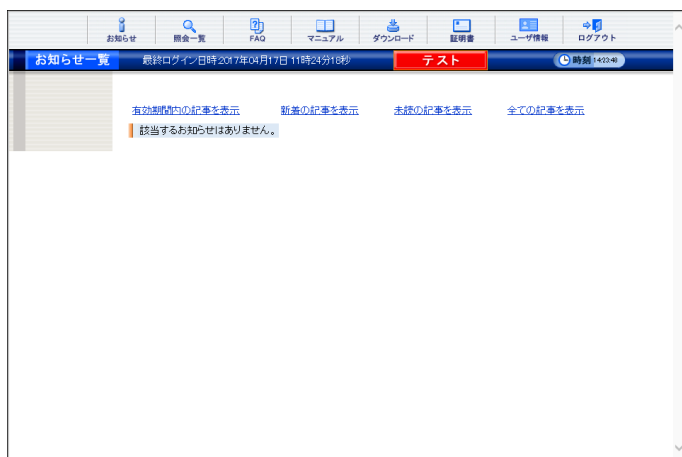 お知らせ 照会一覧 FAQ マニュアル ダウンロード 証明書 ユーザ情報 ログアウト
お知らせ一覧 最終ログイン日時:2017年04月17日 11時24分18秒 テスト 時刻 14:23:48
有効期間内の記事を表示 新着の記事を表示 未読の記事を表示 全ての記事を表示
該当するお知らせはありません。